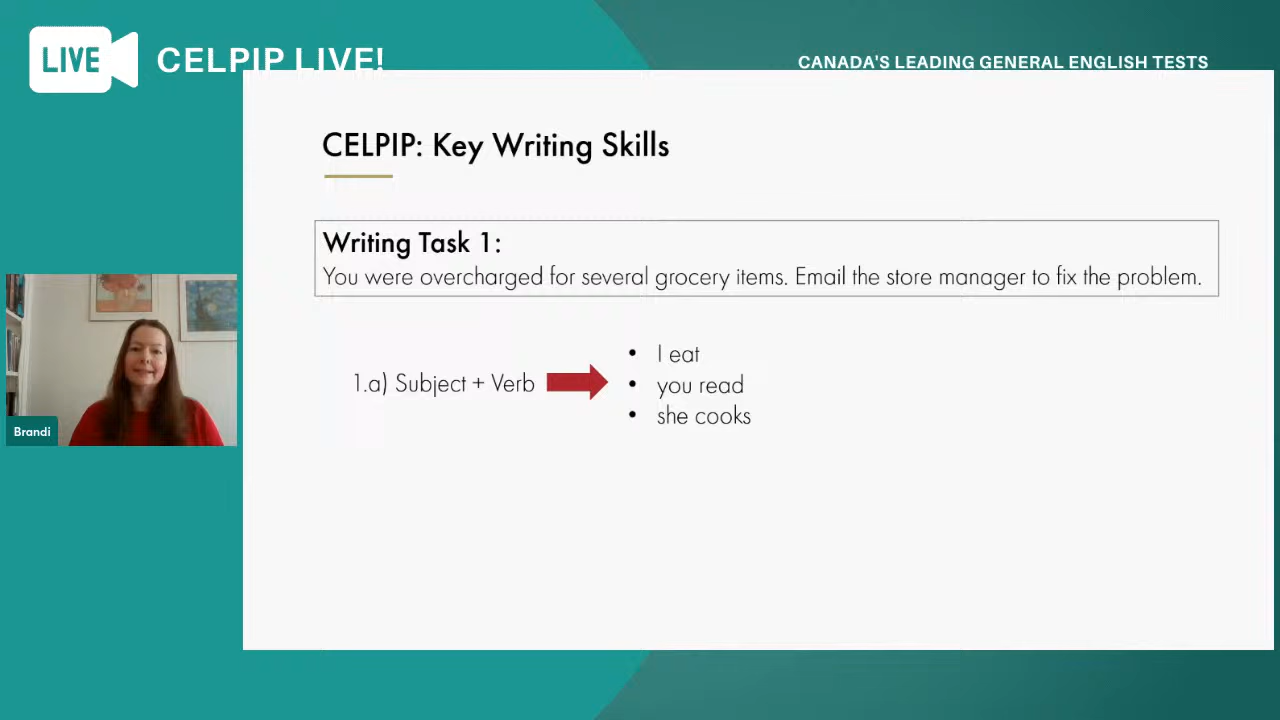 LIVE
CELPIP LIVE!
CANADA'S LEADING GENERAL ENGLISH TESTS
CELPIP: Key Writing Skills
Writing Task 1:
You were overcharged for several grocery items. Email the store manager to fix the problem.
1.a) Subject + Verb
• I eat
• you read
• she cooks
Brandi